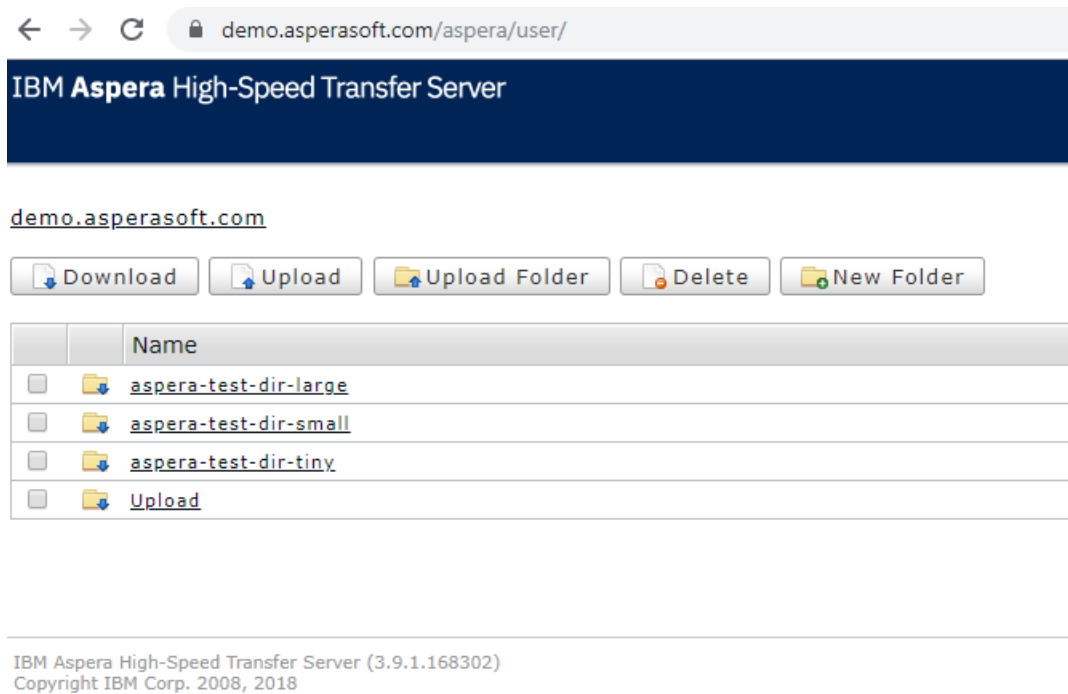 demo.asperasoft.com/aspera/user/
IBM Aspera High-Speed Transfer Server
demo.asperasoft.com
Download Upload Upload Folder Delete New Folder
Name
aspera-test-dir-large
aspera-test-dir-small
aspera-test-dir-tiny
Upload
IBM Aspera High-Speed Transfer Server (3.9.1.168302)
Copyright IBM Corp. 2008, 2018